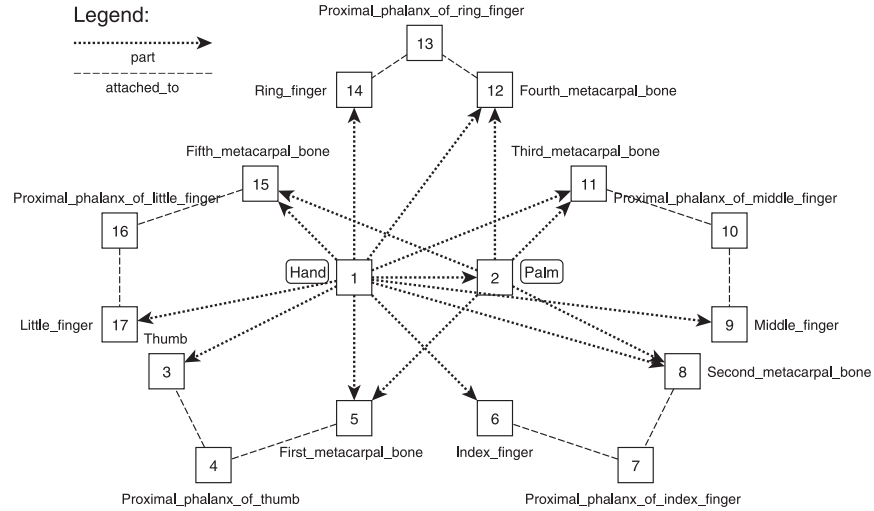 Legend:
part
attached_to
Proximal_phalanx_of_ring_finger
13
Ring_finger
14
12
Fourth_metacarpal_bone
Fifth_metacarpal_bone
15
Third_metacarpal_bone
11
Proximal_phalanx_of_little_finger
16
Proximal_phalanx_of_middle_finger
10
Hand
1
2
Palm
Little_finger
17
9
Middle_finger
Thumb
3
8
Second_metacarpal_bone
5
First_metacarpal_bone
6
Index_finger
4
Proximal_phalanx_of_thumb
7
Proximal_phalanx_of_index_finger